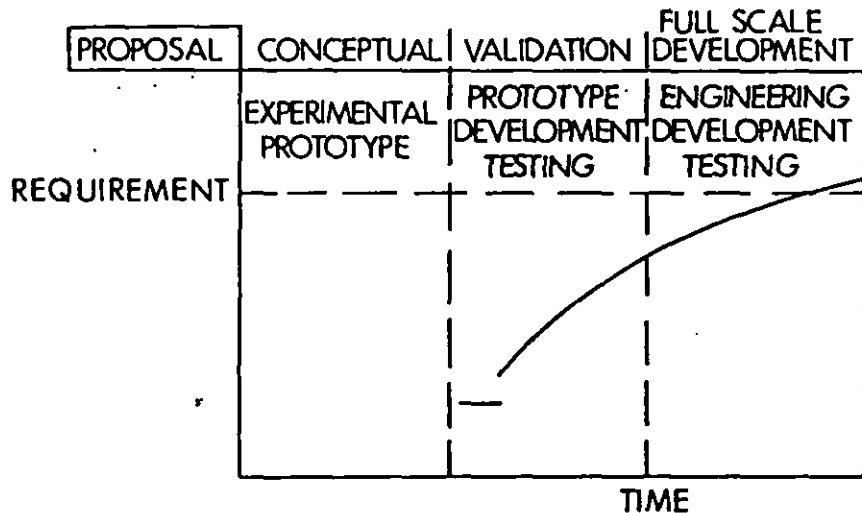 PROPOSAL
CONCEPTUAL
VALIDATION
FULL SCALE
DEVELOPMENT
EXPERIMENTAL
PROTOTYPE
PROTOTYPE
DEVELOPMENT
TESTING
ENGINEERING
DEVELOPMENT
TESTING
REQUIREMENT
TIME